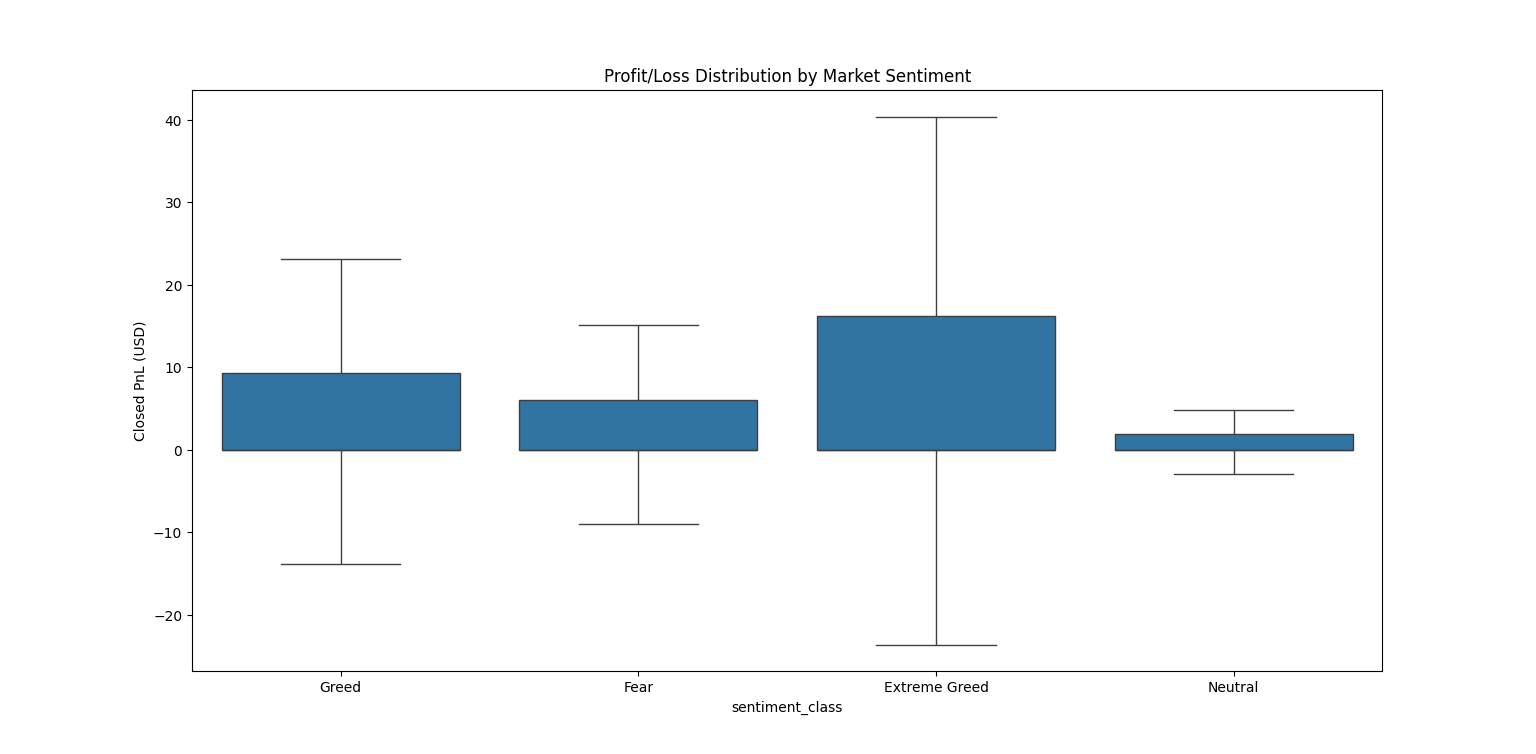 Profit/Loss Distribution by Market Sentiment
Closed PnL (USD)
40
30
20
10
0
−10
−20
Greed Fear Extreme Greed Neutral
sentiment_class